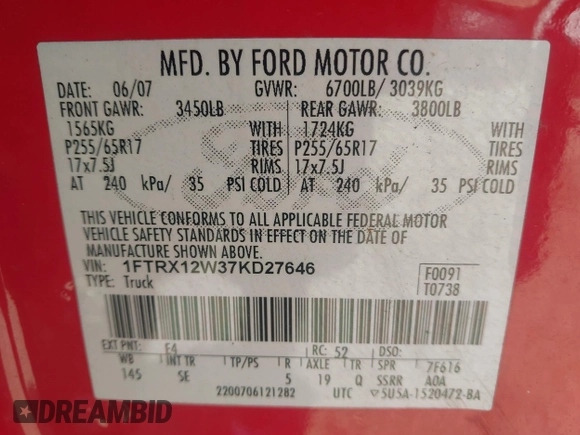 MFD. BY FORD MOTOR CO.
DATE: 06/07 GVWR: 6700LB/ 3039KG
FRONT GAWR: 3450LB REAR GAWR: 3800LB
1565KG WITH 1724KG WITH
P255/65R17 TIRES P255/65R17 TIRES
17x7.5J RIMS 17x7.5J RIMS
AT 240 kPa/ 35 PSI COLD AT 240 kPa/ 35 PSI COLD
THIS VEHICLE CONFORMS TO ALL APPLICABLE FEDERAL MOTOR
VEHICLE SAFETY STANDARDS IN EFFECT ON THE DATE OF
MANUFACTURE SHOWN ABOVE.
VIN: 1FTRX12W37KD27646 F0091
TYPE: Truck T0738
EXT PNT: E4 RC: 52 DSO:
WB INT TR TP/PS R AXLE TR SPR 7F616
145 SE 5 19 Q SSRR AOA
2200706121282 UTC 5U5A-1520472-BA
DREAMBID